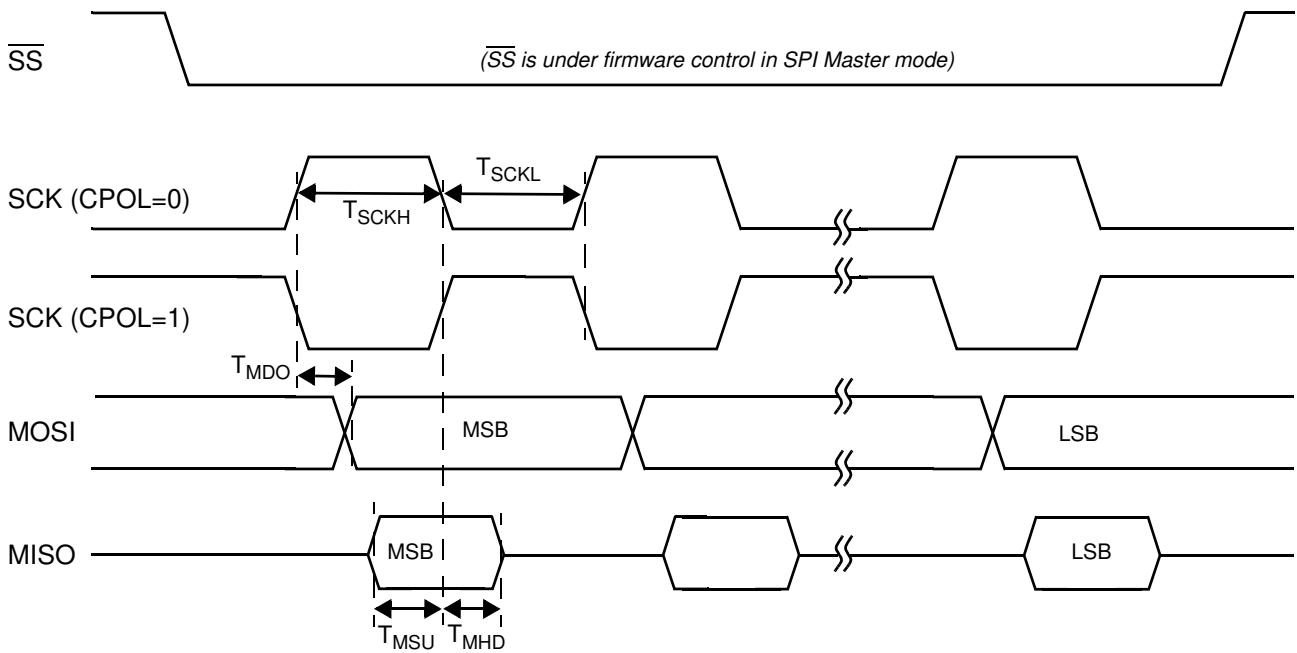 SS
(SS is under firmware control in SPI Master mode)
SCK (CPOL=0)
TSCKH
TSCKL
SCK (CPOL=1)
TMDO
MOSI
MSB
LSB
MISO
MSB
LSB
TMSU
TMHD